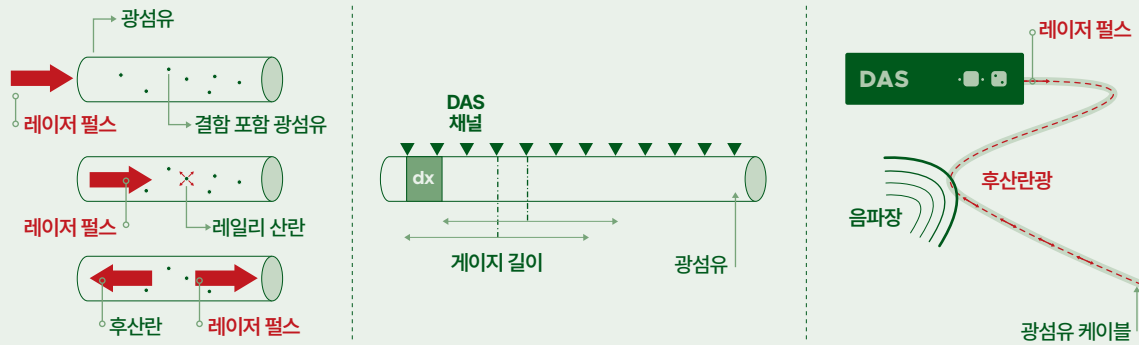 광섬유
레이저 펄스
결함 포함 광섬유
레이저 펄스
레일리 산란
후산란
레이저 펄스
DAS
채널
dx
게이지 길이
광섬유
레이저 펄스
DAS
후산란광
음파장
광섬유 케이블